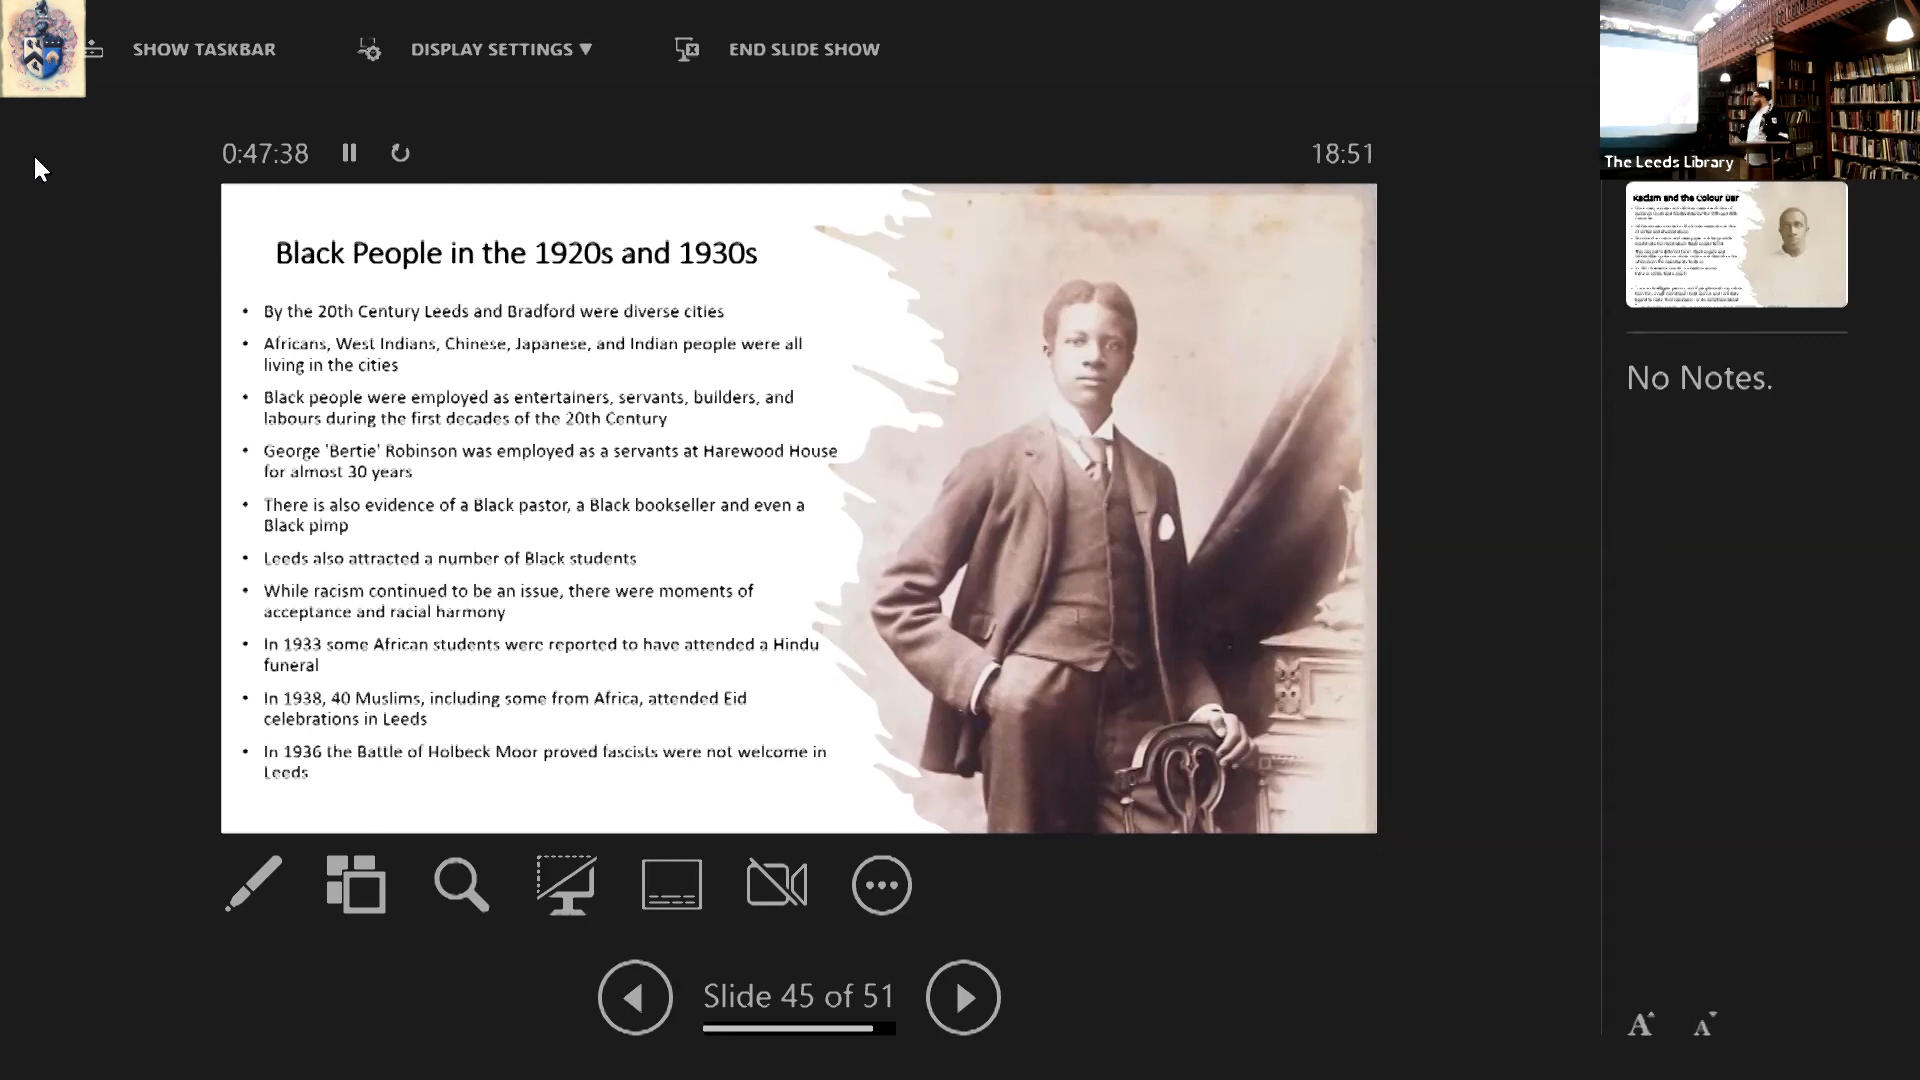 SHOW TASKBAR
DISPLAY SETTINGS ▼
END SLIDE SHOW
The Leeds Library
0:47:38
18:51
Racism and the Colour Bar
No Notes.
Black People in the 1920s and 1930s
• By the 20th Century Leeds and Bradford were diverse cities
• Africans, West Indians, Chinese, Japanese, and Indian people were all
living in the cities
• Black people were employed as entertainers, servants, builders, and
labours during the first decades of the 20th Century
• George 'Bertie' Robinson was employed as a servants at Harewood House
for almost 30 years
• There is also evidence of a Black pastor, a Black bookseller and even a
Black pimp
• Leeds also attracted a number of Black students
• While racism continued to be an issue, there were moments of
acceptance and racial harmony
• In 1933 some African students were reported to have attended a Hindu
funeral
• In 1938, 40 Muslims, including some from Africa, attended Eid
celebrations in Leeds
• In 1936 the Battle of Holbeck Moor proved fascists were not welcome in
Leeds
Slide 45 of 51
A A